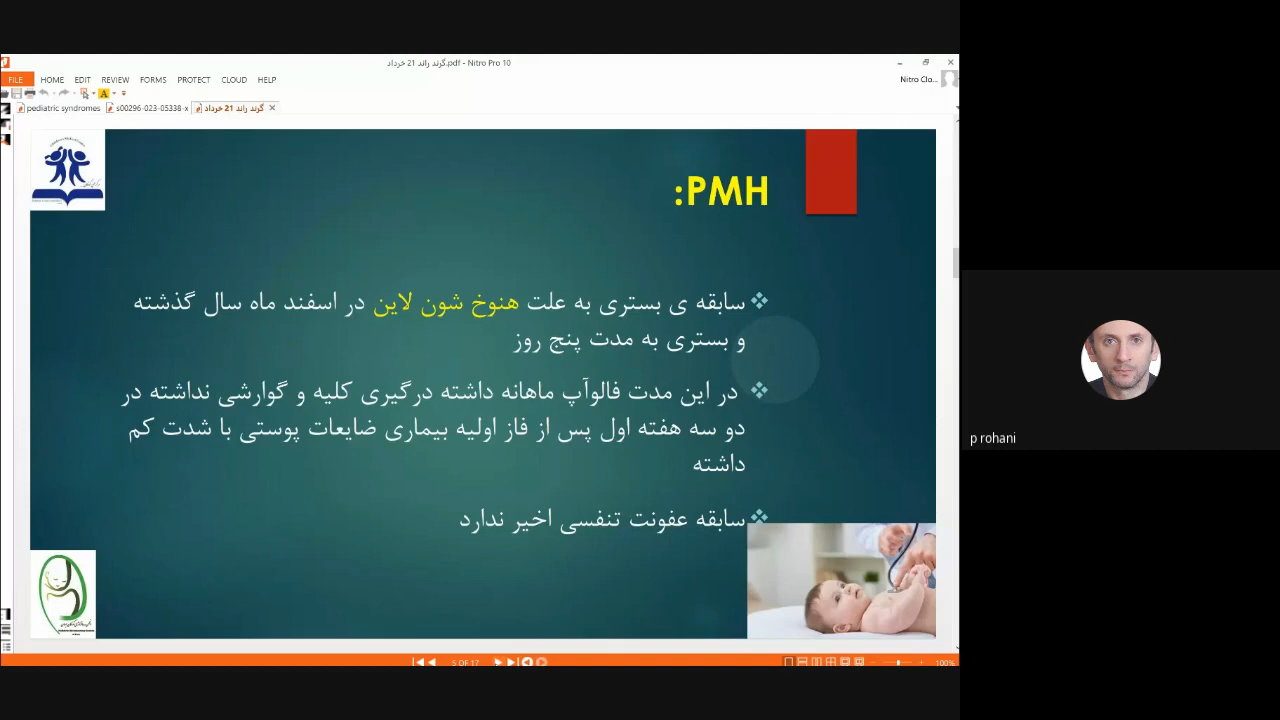 گرند راند 21 خرداد.pdf - Nitro Pro 10
FILE HOME EDIT REVIEW FORMS PROTECT CLOUD HELP
Nitro Clo...
pediatric syndromes
s00296-023-05338-x
گرند راند 21 خرداد
PMH:
سابقه ی بستری به علت هنوخ شون لاین در اسفند ماه سال گذشته
و بستری به مدت پنج روز
در این مدت فالوآپ ماهانه داشته درگیری کلیه و گوارشی نداشته در
دو سه هفته اول پس از فاز اولیه بیماری ضایعات پوستی با شدت کم
داشته
سابقه عفونت تنفسی اخیر ندارد
5 OF 17
100%
p rohani